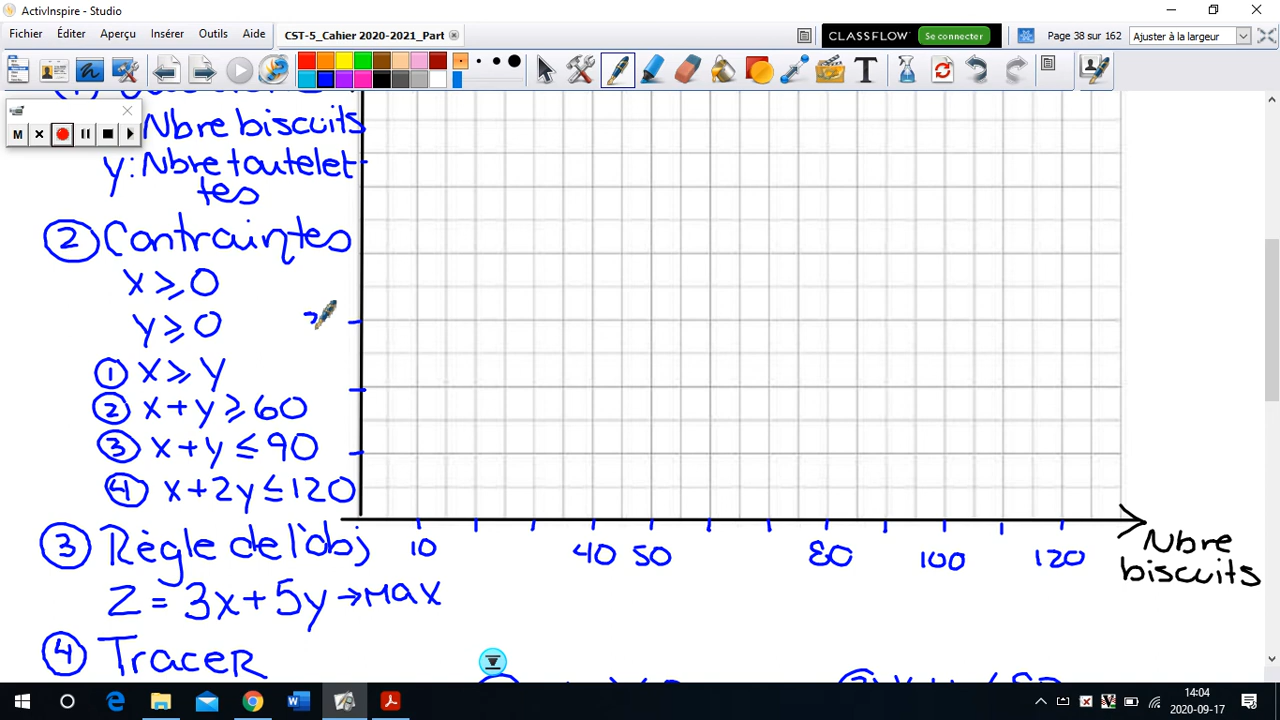 ActivInspire - Studio
Fichier Éditer Aperçu Insérer Outils Aide
CST-5_Cahier 2020-2021_Part
CLASSFLOW Se connecter
Page 38 sur 162
Ajuster à la largeur
M
Nbre biscuits
y: Nbre toutelet-
tes
② Contraintes
x ≥ 0
y ≥ 0
① x ≥ y
② x + y ≥ 60
③ x + y ≤ 90
④ x + 2y ≤ 120
③ Règle de l'obj
Z = 3x + 5y → MAX
④ Tracer
10 40 50 80 100 120
Nbre
biscuits
14:04
2020-09-17